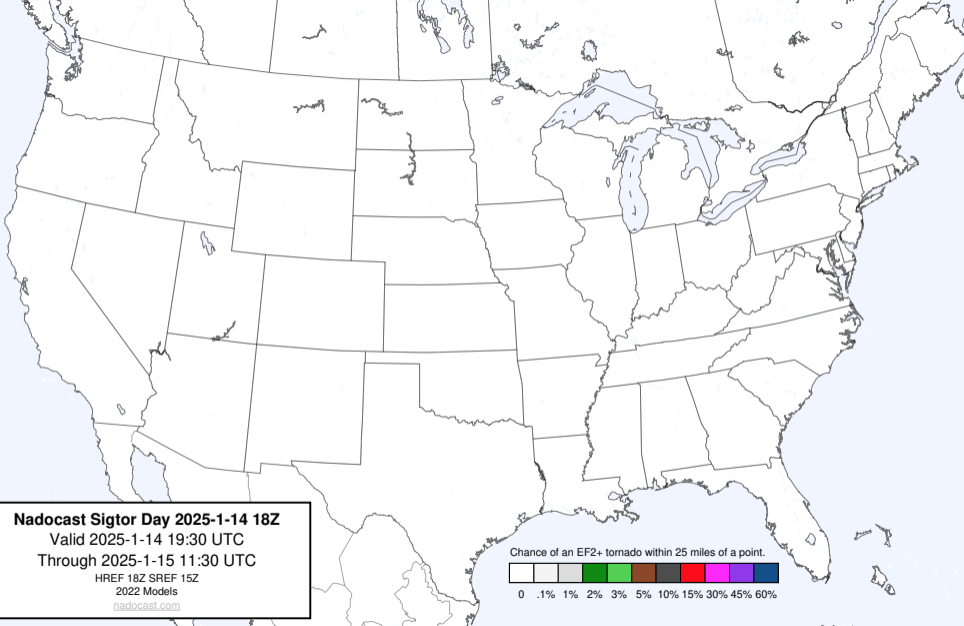 Nadocast Sigtor Day 2025-1-14 18Z
Valid 2025-1-14 19:30 UTC
Through 2025-1-15 11:30 UTC
HREF 18Z SREF 15Z
2022 Models
nadocast.com
Chance of an EF2+ tornado within 25 miles of a point.
0 .1% 1% 2% 3% 5% 10% 15% 30% 45% 60%